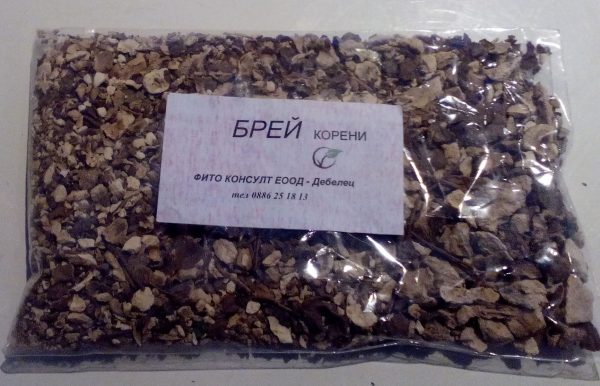 БРЕЙ КОРЕНИ
ФИТО КОНСУЛТ ЕООД - Дебелец
тел 0886 25 18 13